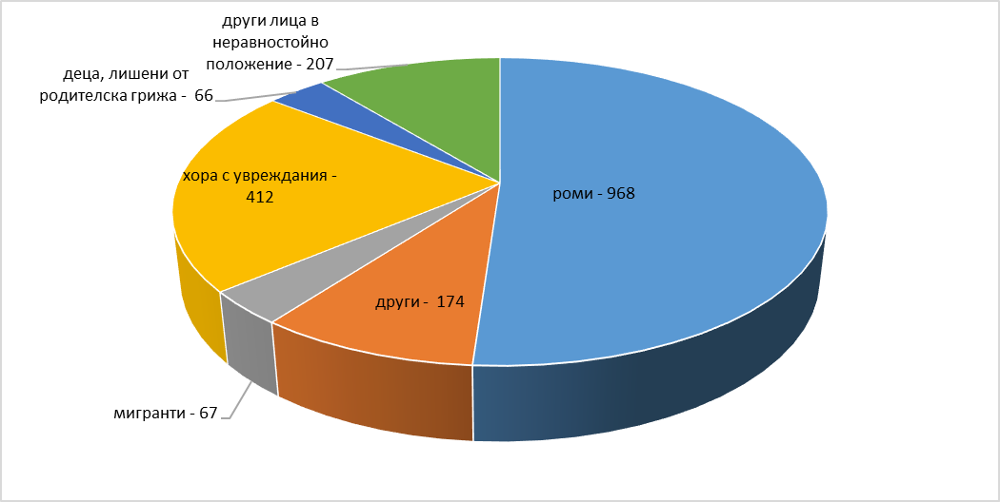 други лица в
неравностойно
положение - 207
деца, лишени от
родителска грижа -  66
хора с увреждания -
412
роми - 968
други -  174
мигранти - 67